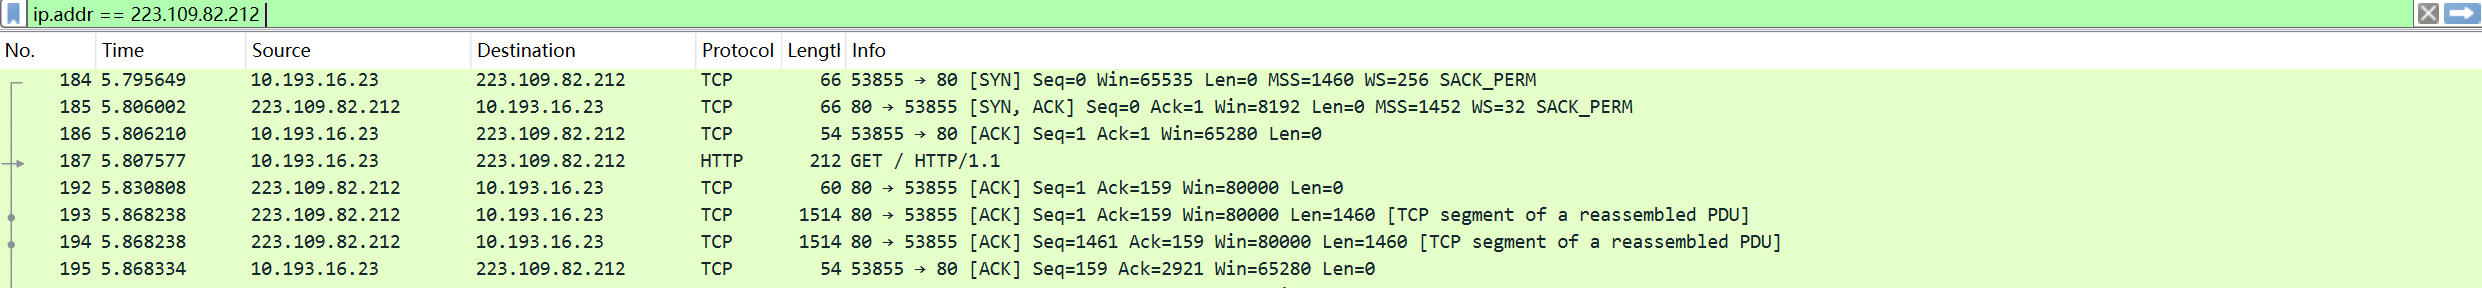 ip.addr == 223.109.82.212
No. Time Source Destination Protocol Length Info
184 5.795649 10.193.16.23 223.109.82.212 TCP 66 53855 → 80 [SYN] Seq=0 Win=65535 Len=0 MSS=1460 WS=256 SACK_PERM
185 5.806002 223.109.82.212 10.193.16.23 TCP 66 80 → 53855 [SYN, ACK] Seq=0 Ack=1 Win=8192 Len=0 MSS=1452 WS=32 SACK_PERM
186 5.806210 10.193.16.23 223.109.82.212 TCP 54 53855 → 80 [ACK] Seq=1 Ack=1 Win=65280 Len=0
187 5.807577 10.193.16.23 223.109.82.212 HTTP 212 GET / HTTP/1.1
192 5.830808 223.109.82.212 10.193.16.23 TCP 60 80 → 53855 [ACK] Seq=1 Ack=159 Win=80000 Len=0
193 5.868238 223.109.82.212 10.193.16.23 TCP 1514 80 → 53855 [ACK] Seq=1 Ack=159 Win=80000 Len=1460 [TCP segment of a reassembled PDU]
194 5.868238 223.109.82.212 10.193.16.23 TCP 1514 80 → 53855 [ACK] Seq=1461 Ack=159 Win=80000 Len=1460 [TCP segment of a reassembled PDU]
195 5.868334 10.193.16.23 223.109.82.212 TCP 54 53855 → 80 [ACK] Seq=159 Ack=2921 Win=65280 Len=0